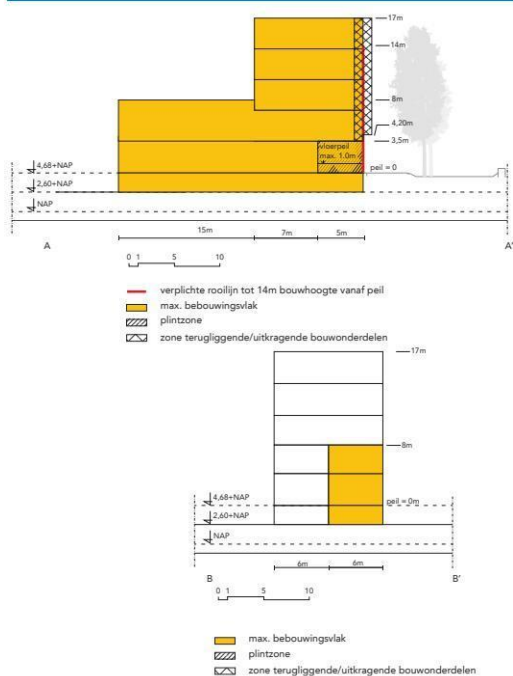 17m
14m
8m
4,20m
3,5m
vloerpeil
max. 1.0m
peil = 0
4,68+NAP
2,60+NAP
NAP
15m
7m
5m
A
A'
0 1 5 10
verplichte rooilijn tot 14m bouwhoogte vanaf peil
max. bebouwingsvlak
plintzone
zone terugliggende/uitkragende bouwonderdelen
17m
8m
peil = 0m
4,68+NAP
2,60+NAP
NAP
6m
6m
B
B'
0 1 5 10
max. bebouwingsvlak
plintzone
zone terugliggende/uitkragende bouwonderdelen